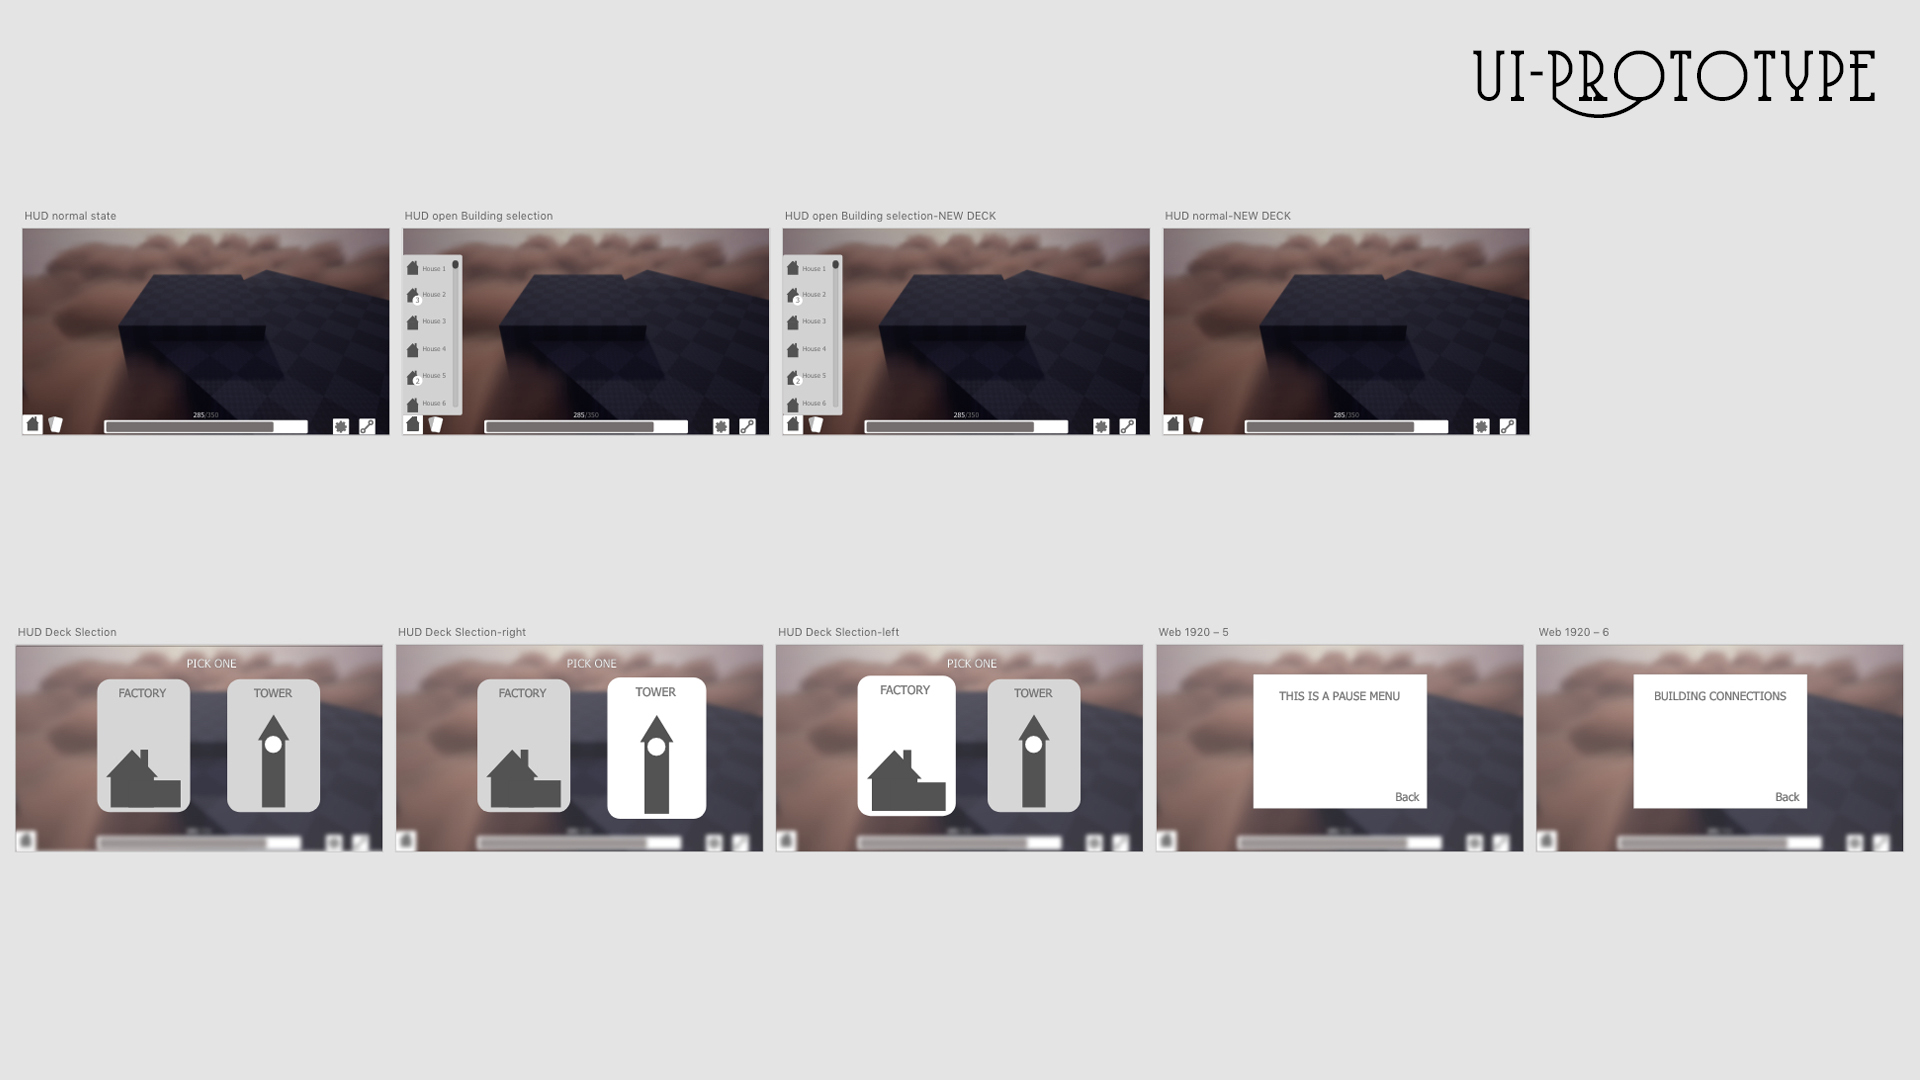 UI-PROTOTYPE
HUD normal state
HUD open Building selection
HUD open Building selection-NEW DECK
HUD normal-NEW DECK
285/350
House 1
3
House 2
House 3
House 4
2
House 5
House 6
285/350
House 1
3
House 2
House 3
House 4
2
House 5
House 6
285/350
285/350
HUD Deck Slection
HUD Deck Slection-right
HUD Deck Slection-left
Web 1920 – 5
Web 1920 – 6
PICK ONE
FACTORY
TOWER
PICK ONE
FACTORY
TOWER
PICK ONE
FACTORY
TOWER
THIS IS A PAUSE MENU
Back
BUILDING CONNECTIONS
Back